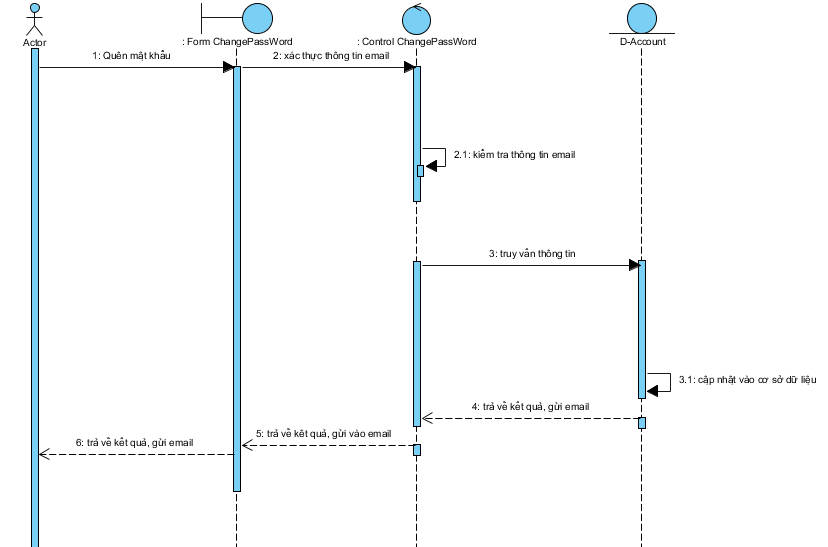 Actor
: Form ChangePassWord
: Control ChangePassWord
D-Account
1: Quên mật khẩu
2: xác thực thông tin email
2.1: kiểm tra thông tin email
3: truy vấn thông tin
3.1: cập nhật vào cơ sở dữ liệu
4: trả về kết quả, gửi email
5: trả về kết quả, gửi vào email
6: trả về kết quả, gửi email